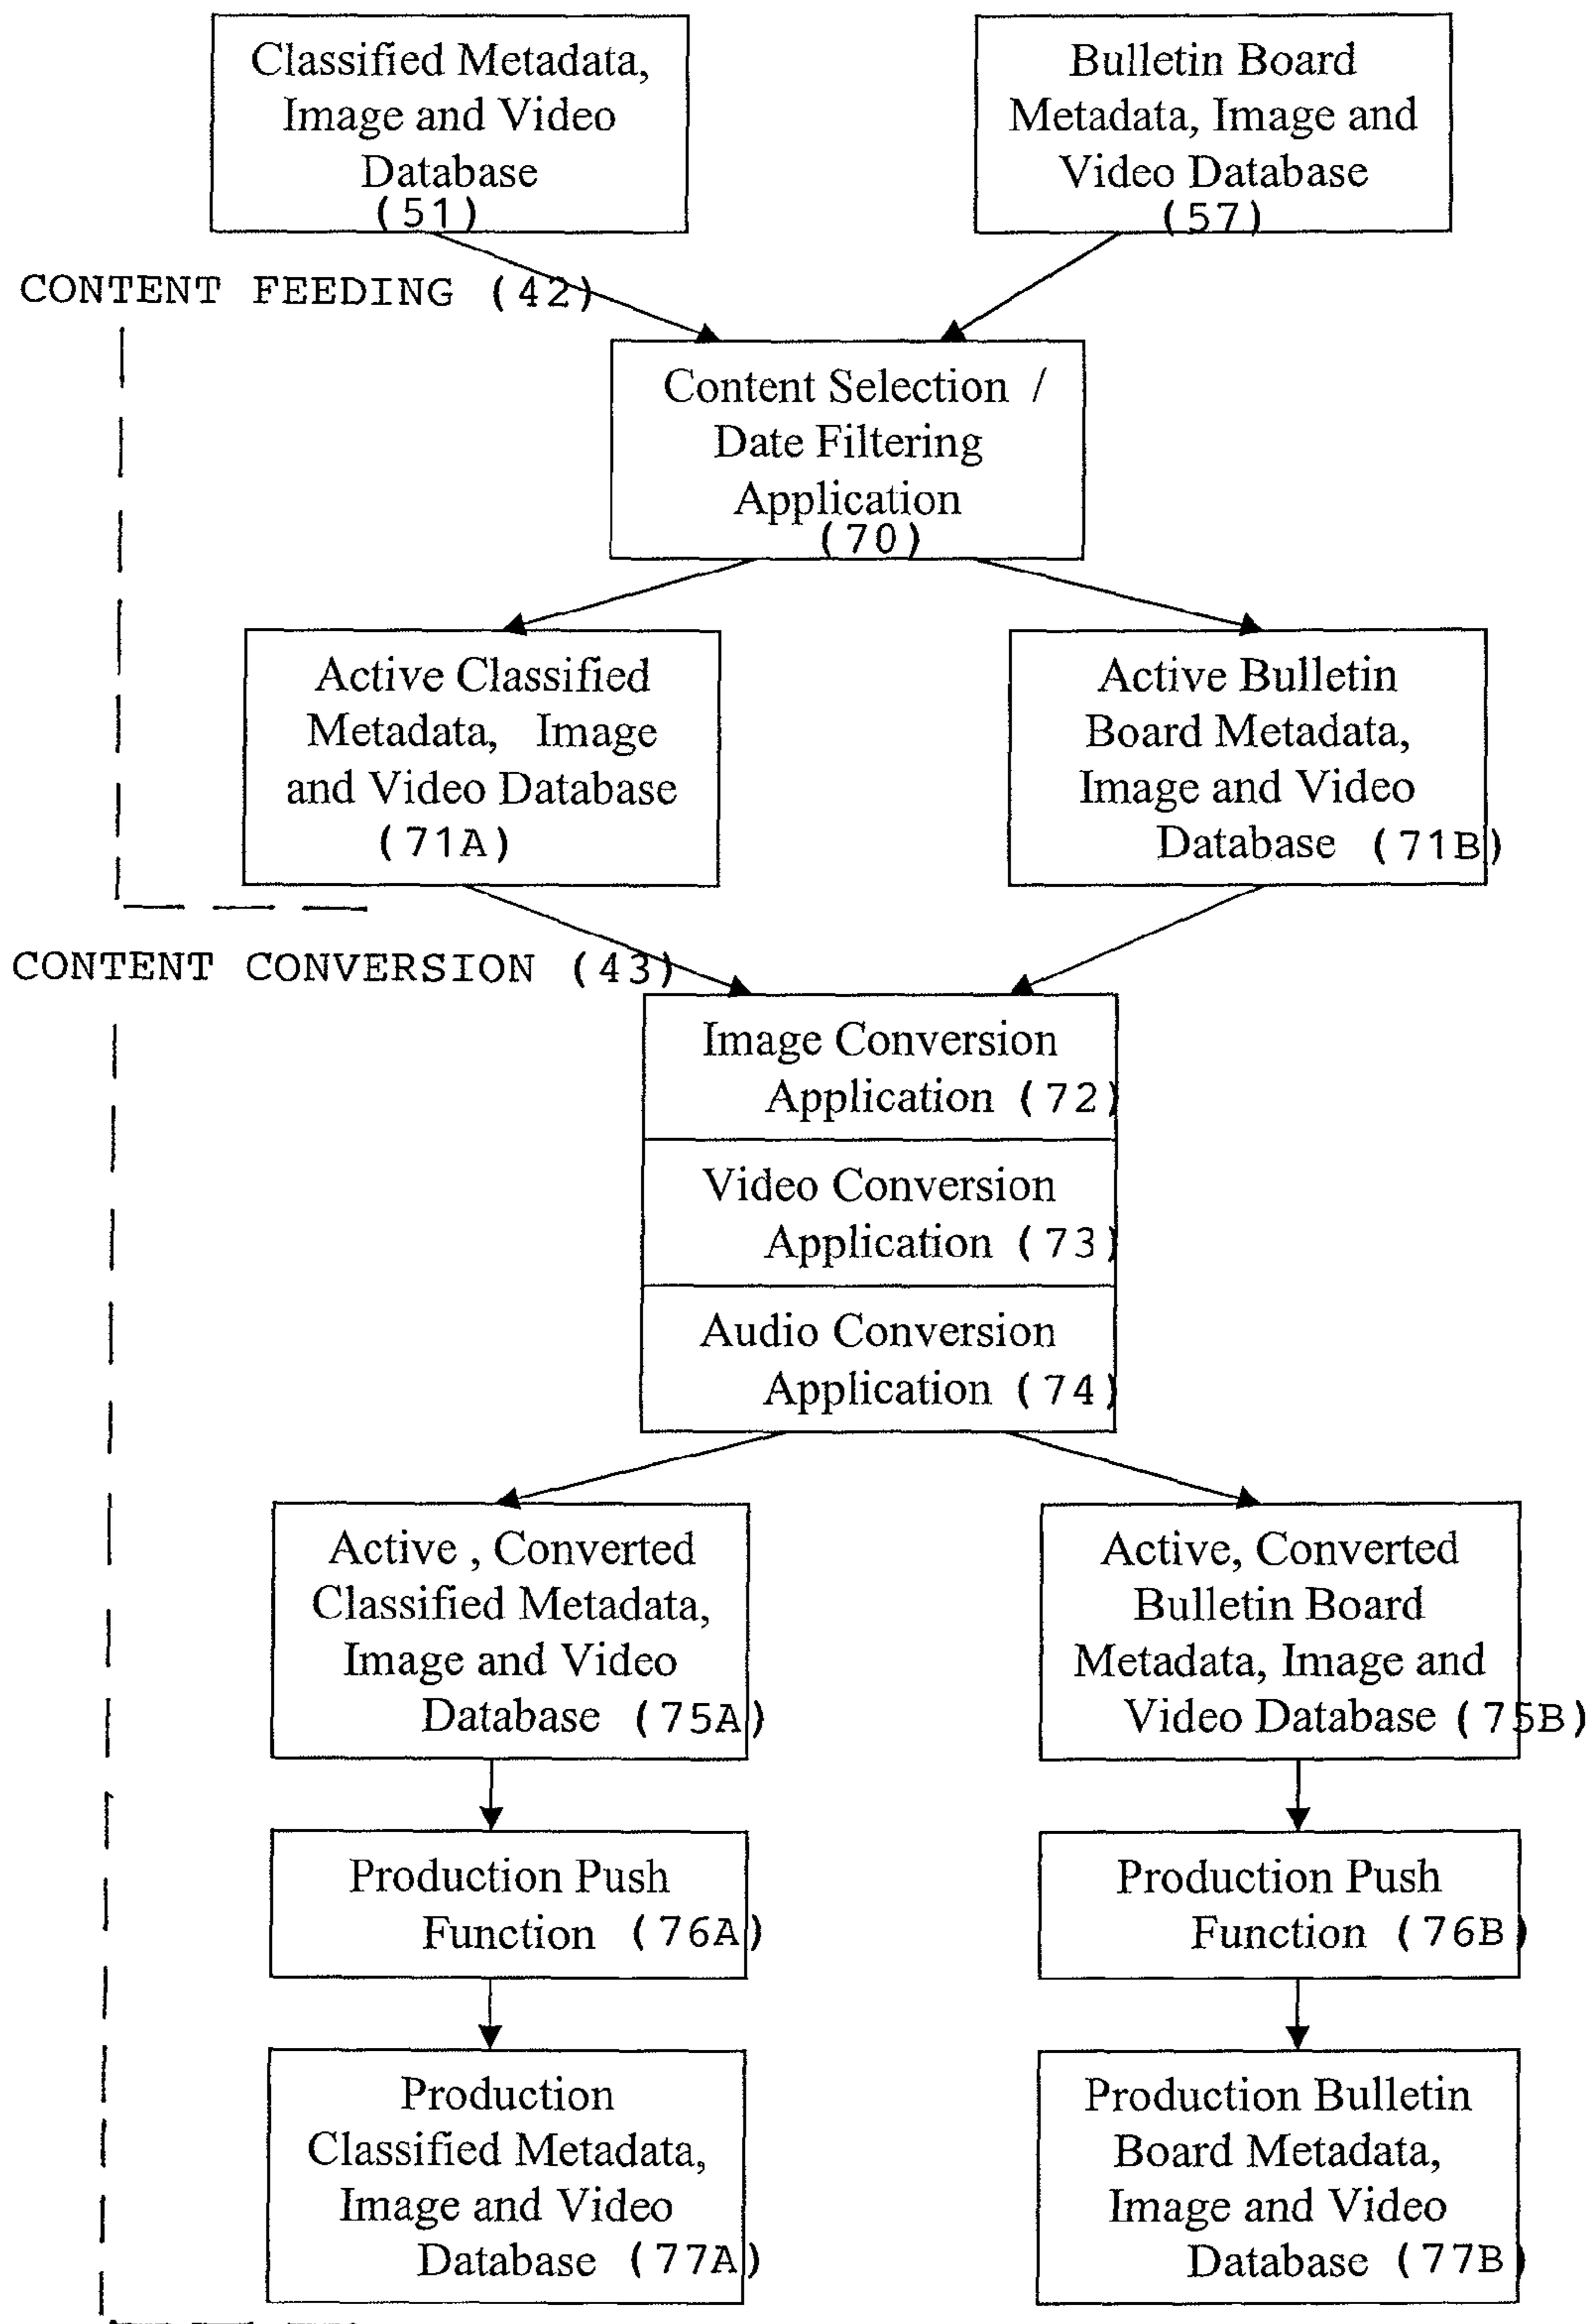 Classified Metadata,
Image and Video
Database
(51)
Bulletin Board
Metadata, Image and
Video Database
(57)
CONTENT FEEDING (42)
Content Selection /
Date Filtering
Application
(70)
Active Classified
Metadata, Image
and Video Database
(71A)
Active Bulletin
Board Metadata,
Image and Video
Database (71B)
CONTENT CONVERSION (43)
Image Conversion
Application (72)
Video Conversion
Application (73)
Audio Conversion
Application (74)
Active , Converted
Classified Metadata,
Image and Video
Database (75A)
Active, Converted
Bulletin Board
Metadata, Image and
Video Database (75B)
Production Push
Function (76A)
Production Push
Function (76B)
Production
Classified Metadata,
Image and Video
Database (77A)
Production Bulletin
Board Metadata,
Image and Video
Database (77B)